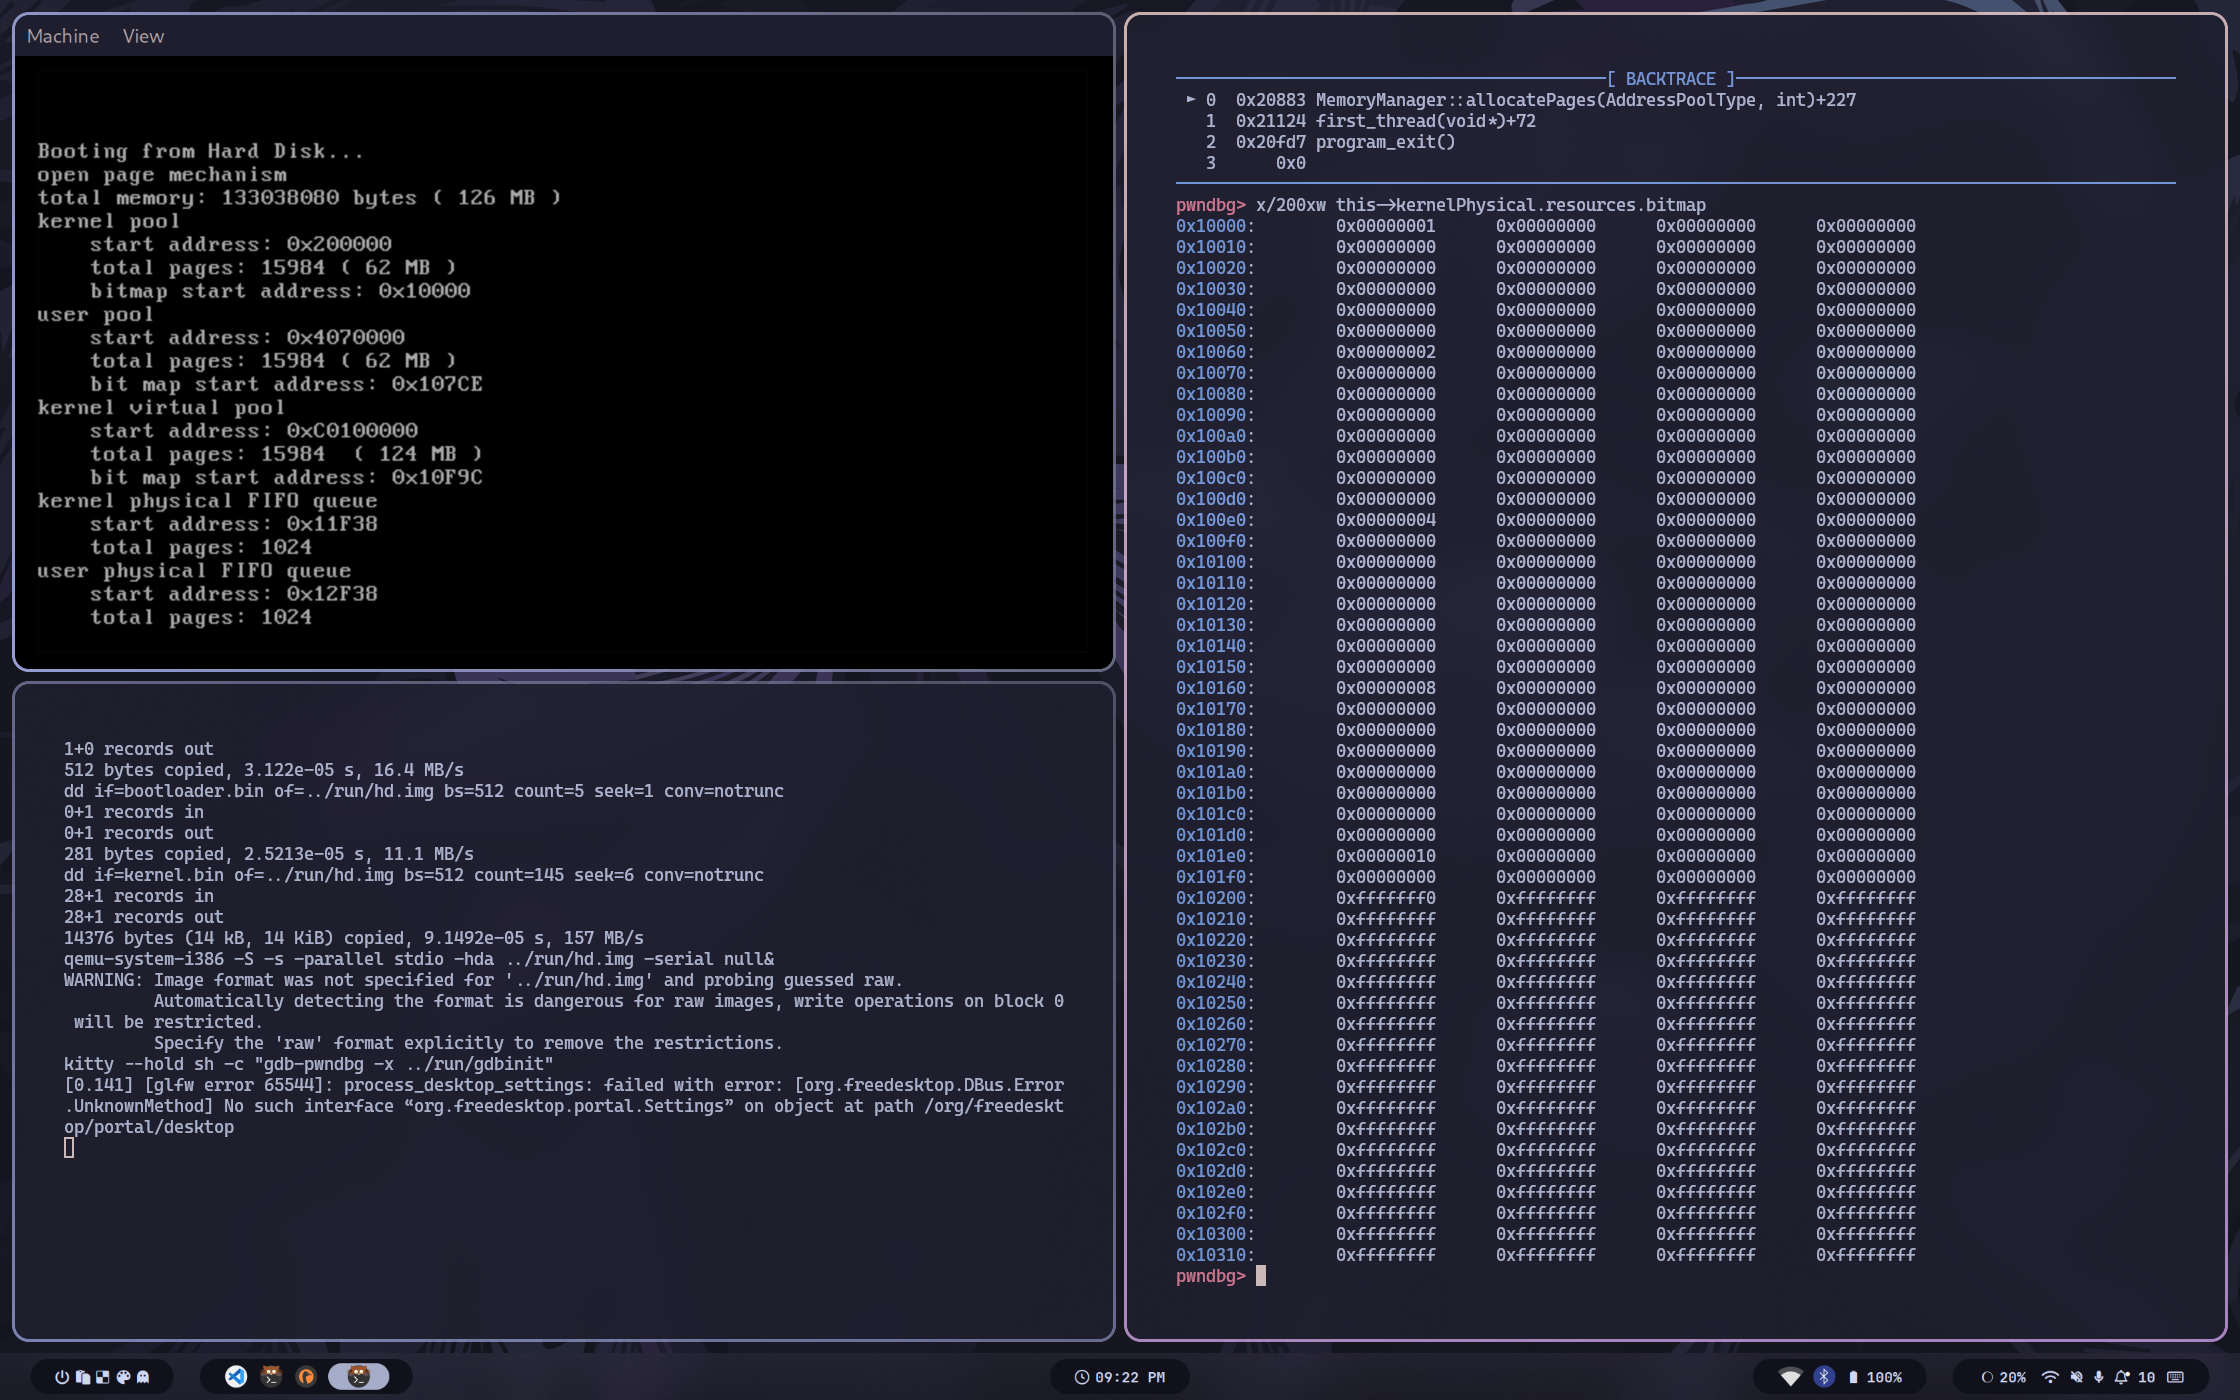 Machine View
Booting from Hard Disk...
open page mechanism
total memory: 133038080 bytes ( 126 MB )
kernel pool
start address: 0x200000
total pages: 15984 ( 62 MB )
bitmap start address: 0x10000
user pool
start address: 0x4070000
total pages: 15984 ( 62 MB )
bit map start address: 0x107CE
kernel virtual pool
start address: 0xC0100000
total pages: 15984  ( 124 MB )
bit map start address: 0x10F9C
kernel physical FIFO queue
start address: 0x11F38
total pages: 1024
user physical FIFO queue
start address: 0x12F38
total pages: 1024
1+0 records out
512 bytes copied, 3.122e-05 s, 16.4 MB/s
dd if=bootloader.bin of=../run/hd.img bs=512 count=5 seek=1 conv=notrunc
0+1 records in
0+1 records out
281 bytes copied, 2.5213e-05 s, 11.1 MB/s
dd if=kernel.bin of=../run/hd.img bs=512 count=145 seek=6 conv=notrunc
28+1 records in
28+1 records out
14376 bytes (14 kB, 14 KiB) copied, 9.1492e-05 s, 157 MB/s
qemu-system-i386 -S -s -parallel stdio -hda ../run/hd.img -serial null&
WARNING: Image format was not specified for '../run/hd.img' and probing guessed raw.
Automatically detecting the format is dangerous for raw images, write operations on block 0
will be restricted.
Specify the 'raw' format explicitly to remove the restrictions.
kitty --hold sh -c "gdb-pwndbg -x ../run/gdbinit"
[0.141] [glfw error 65544]: process_desktop_settings: failed with error: [org.freedesktop.DBus.Error
.UnknownMethod] No such interface “org.freedesktop.portal.Settings” on object at path /org/freedeskt
op/portal/desktop
[ BACKTRACE ]
► 0 0x20883 MemoryManager::allocatePages(AddressPoolType, int)+227
1 0x21124 first_thread(void*)+72
2 0x20fd7 program_exit()
3 0x0
pwndbg> x/200xw this->kernelPhysical.resources.bitmap
0x10000: 0x00000001 0x00000000 0x00000000 0x00000000
0x10010: 0x00000000 0x00000000 0x00000000 0x00000000
0x10020: 0x00000000 0x00000000 0x00000000 0x00000000
0x10030: 0x00000000 0x00000000 0x00000000 0x00000000
0x10040: 0x00000000 0x00000000 0x00000000 0x00000000
0x10050: 0x00000000 0x00000000 0x00000000 0x00000000
0x10060: 0x00000002 0x00000000 0x00000000 0x00000000
0x10070: 0x00000000 0x00000000 0x00000000 0x00000000
0x10080: 0x00000000 0x00000000 0x00000000 0x00000000
0x10090: 0x00000000 0x00000000 0x00000000 0x00000000
0x100a0: 0x00000000 0x00000000 0x00000000 0x00000000
0x100b0: 0x00000000 0x00000000 0x00000000 0x00000000
0x100c0: 0x00000000 0x00000000 0x00000000 0x00000000
0x100d0: 0x00000000 0x00000000 0x00000000 0x00000000
0x100e0: 0x00000004 0x00000000 0x00000000 0x00000000
0x100f0: 0x00000000 0x00000000 0x00000000 0x00000000
0x10100: 0x00000000 0x00000000 0x00000000 0x00000000
0x10110: 0x00000000 0x00000000 0x00000000 0x00000000
0x10120: 0x00000000 0x00000000 0x00000000 0x00000000
0x10130: 0x00000000 0x00000000 0x00000000 0x00000000
0x10140: 0x00000000 0x00000000 0x00000000 0x00000000
0x10150: 0x00000000 0x00000000 0x00000000 0x00000000
0x10160: 0x00000008 0x00000000 0x00000000 0x00000000
0x10170: 0x00000000 0x00000000 0x00000000 0x00000000
0x10180: 0x00000000 0x00000000 0x00000000 0x00000000
0x10190: 0x00000000 0x00000000 0x00000000 0x00000000
0x101a0: 0x00000000 0x00000000 0x00000000 0x00000000
0x101b0: 0x00000000 0x00000000 0x00000000 0x00000000
0x101c0: 0x00000000 0x00000000 0x00000000 0x00000000
0x101d0: 0x00000000 0x00000000 0x00000000 0x00000000
0x101e0: 0x00000010 0x00000000 0x00000000 0x00000000
0x101f0: 0x00000000 0x00000000 0x00000000 0x00000000
0x10200: 0xfffffff0 0xffffffff 0xffffffff 0xffffffff
0x10210: 0xffffffff 0xffffffff 0xffffffff 0xffffffff
0x10220: 0xffffffff 0xffffffff 0xffffffff 0xffffffff
0x10230: 0xffffffff 0xffffffff 0xffffffff 0xffffffff
0x10240: 0xffffffff 0xffffffff 0xffffffff 0xffffffff
0x10250: 0xffffffff 0xffffffff 0xffffffff 0xffffffff
0x10260: 0xffffffff 0xffffffff 0xffffffff 0xffffffff
0x10270: 0xffffffff 0xffffffff 0xffffffff 0xffffffff
0x10280: 0xffffffff 0xffffffff 0xffffffff 0xffffffff
0x10290: 0xffffffff 0xffffffff 0xffffffff 0xffffffff
0x102a0: 0xffffffff 0xffffffff 0xffffffff 0xffffffff
0x102b0: 0xffffffff 0xffffffff 0xffffffff 0xffffffff
0x102c0: 0xffffffff 0xffffffff 0xffffffff 0xffffffff
0x102d0: 0xffffffff 0xffffffff 0xffffffff 0xffffffff
0x102e0: 0xffffffff 0xffffffff 0xffffffff 0xffffffff
0x102f0: 0xffffffff 0xffffffff 0xffffffff 0xffffffff
0x10300: 0xffffffff 0xffffffff 0xffffffff 0xffffffff
0x10310: 0xffffffff 0xffffffff 0xffffffff 0xffffffff
pwndbg>
09:22 PM
100%
20%
10